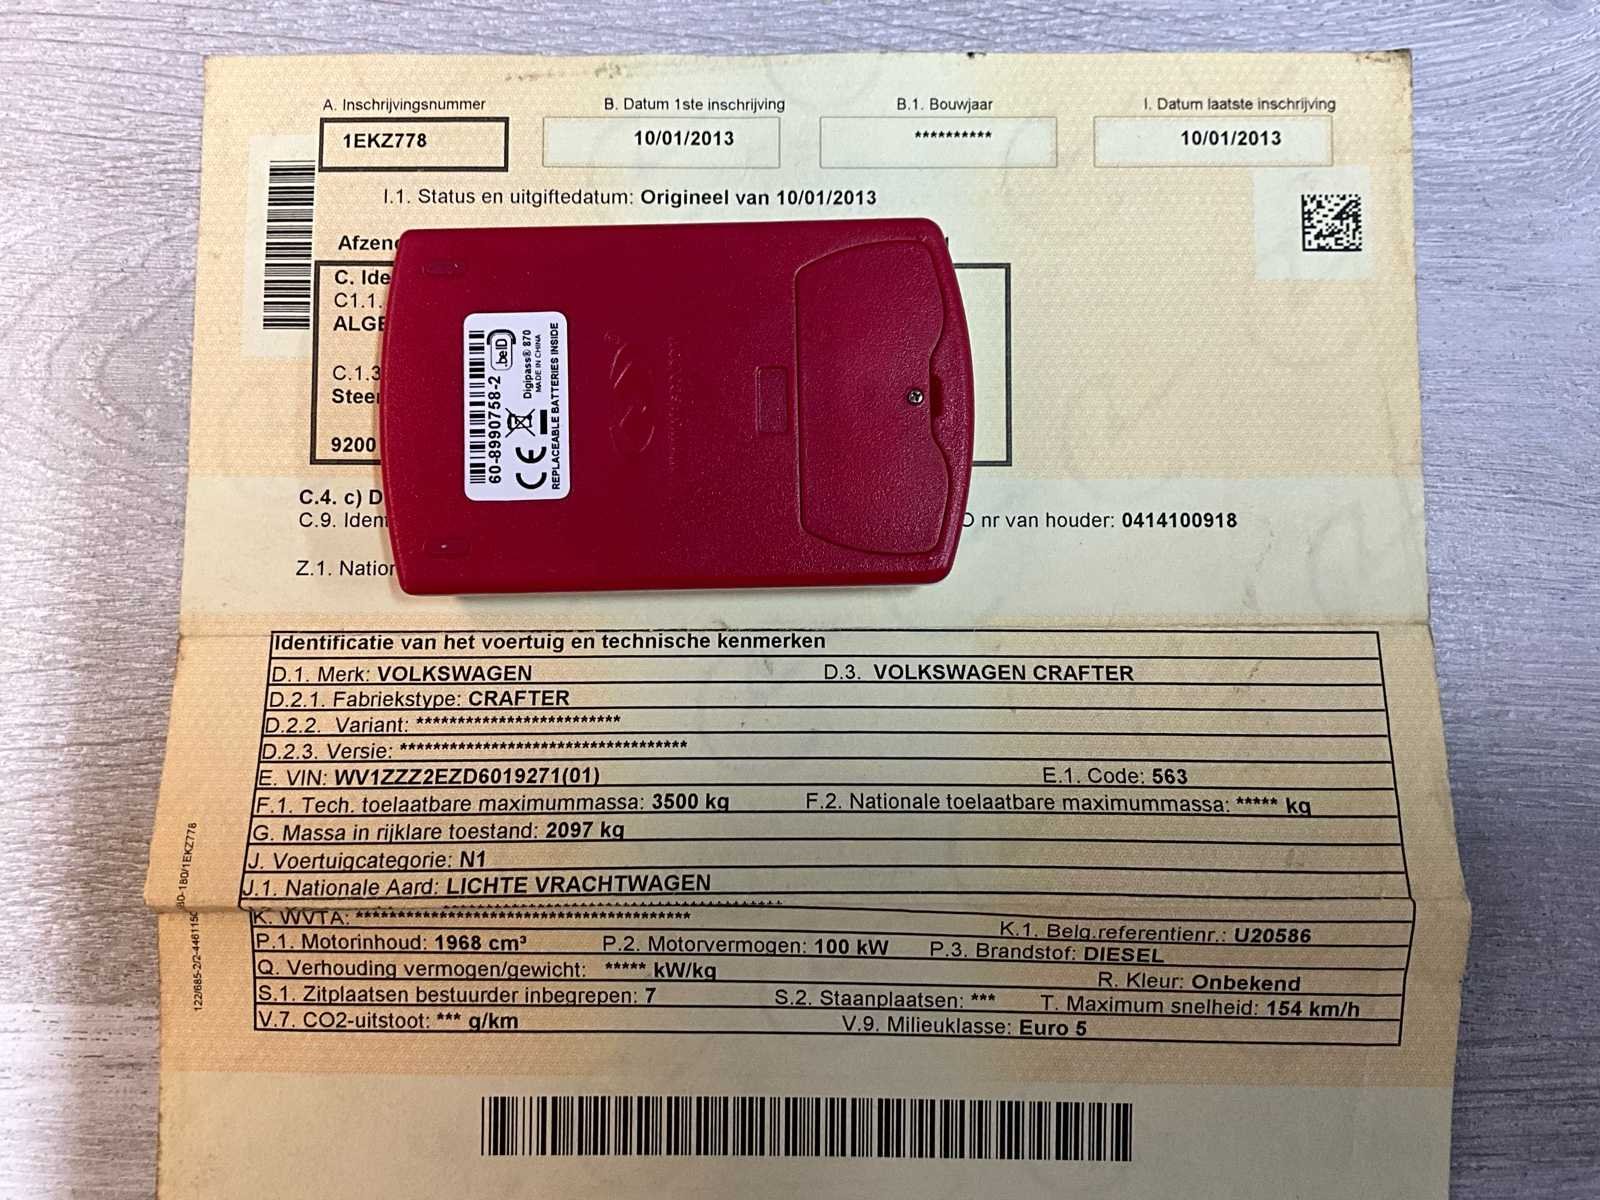 A. Inschrijvingsnummer B. Datum 1ste inschrijving B.1. Bouwjaar I. Datum laatste inschrijving
1EKZ778 10/01/2013 ********** 10/01/2013
I.1. Status en uitgiftedatum: Origineel van 10/01/2013
C1.1.
C.1.3
9200
C.4. c)
C.9. nr van houder: 0414100918
Z.1.
60-8990758-2 .beID
Digipass® 870
MADE IN CHINA
CE
REPLACEABLE BATTERIES INSIDE
Identificatie van het voertuig en technische kenmerken
D.1. Merk: VOLKSWAGEN D.3. VOLKSWAGEN CRAFTER
D.2.1. Fabriekstype: CRAFTER
D.2.2. Variant: *************************
D.2.3. Versie: ***********************************
E. VIN: WV1ZZZ2EZD6019271(01) E.1. Code: 563
F.1. Tech. toelaatbare maximummassa: 3500 kg F.2. Nationale toelaatbare maximummassa: ***** kg
G. Massa in rijklare toestand: 2097 kg
J. Voertuigcategorie: N1
J.1. Nationale Aard: LICHTE VRACHTWAGEN
K. WVTA: ***************************************** K.1. Belg.referentienr.: U20586
P.1. Motorinhoud: 1968 cm³ P.2. Motorvermogen: 100 kW P.3. Brandstof: DIESEL
Q. Verhouding vermogen/gewicht: ***** kW/kg R. Kleur: Onbekend
S.1. Zitplaatsen bestuurder inbegrepen: 7 S.2. Staanplaatsen: *** T. Maximum snelheid: 154 km/h
V.7. CO2-uitstoot: *** g/km V.9. Milieuklasse: Euro 5